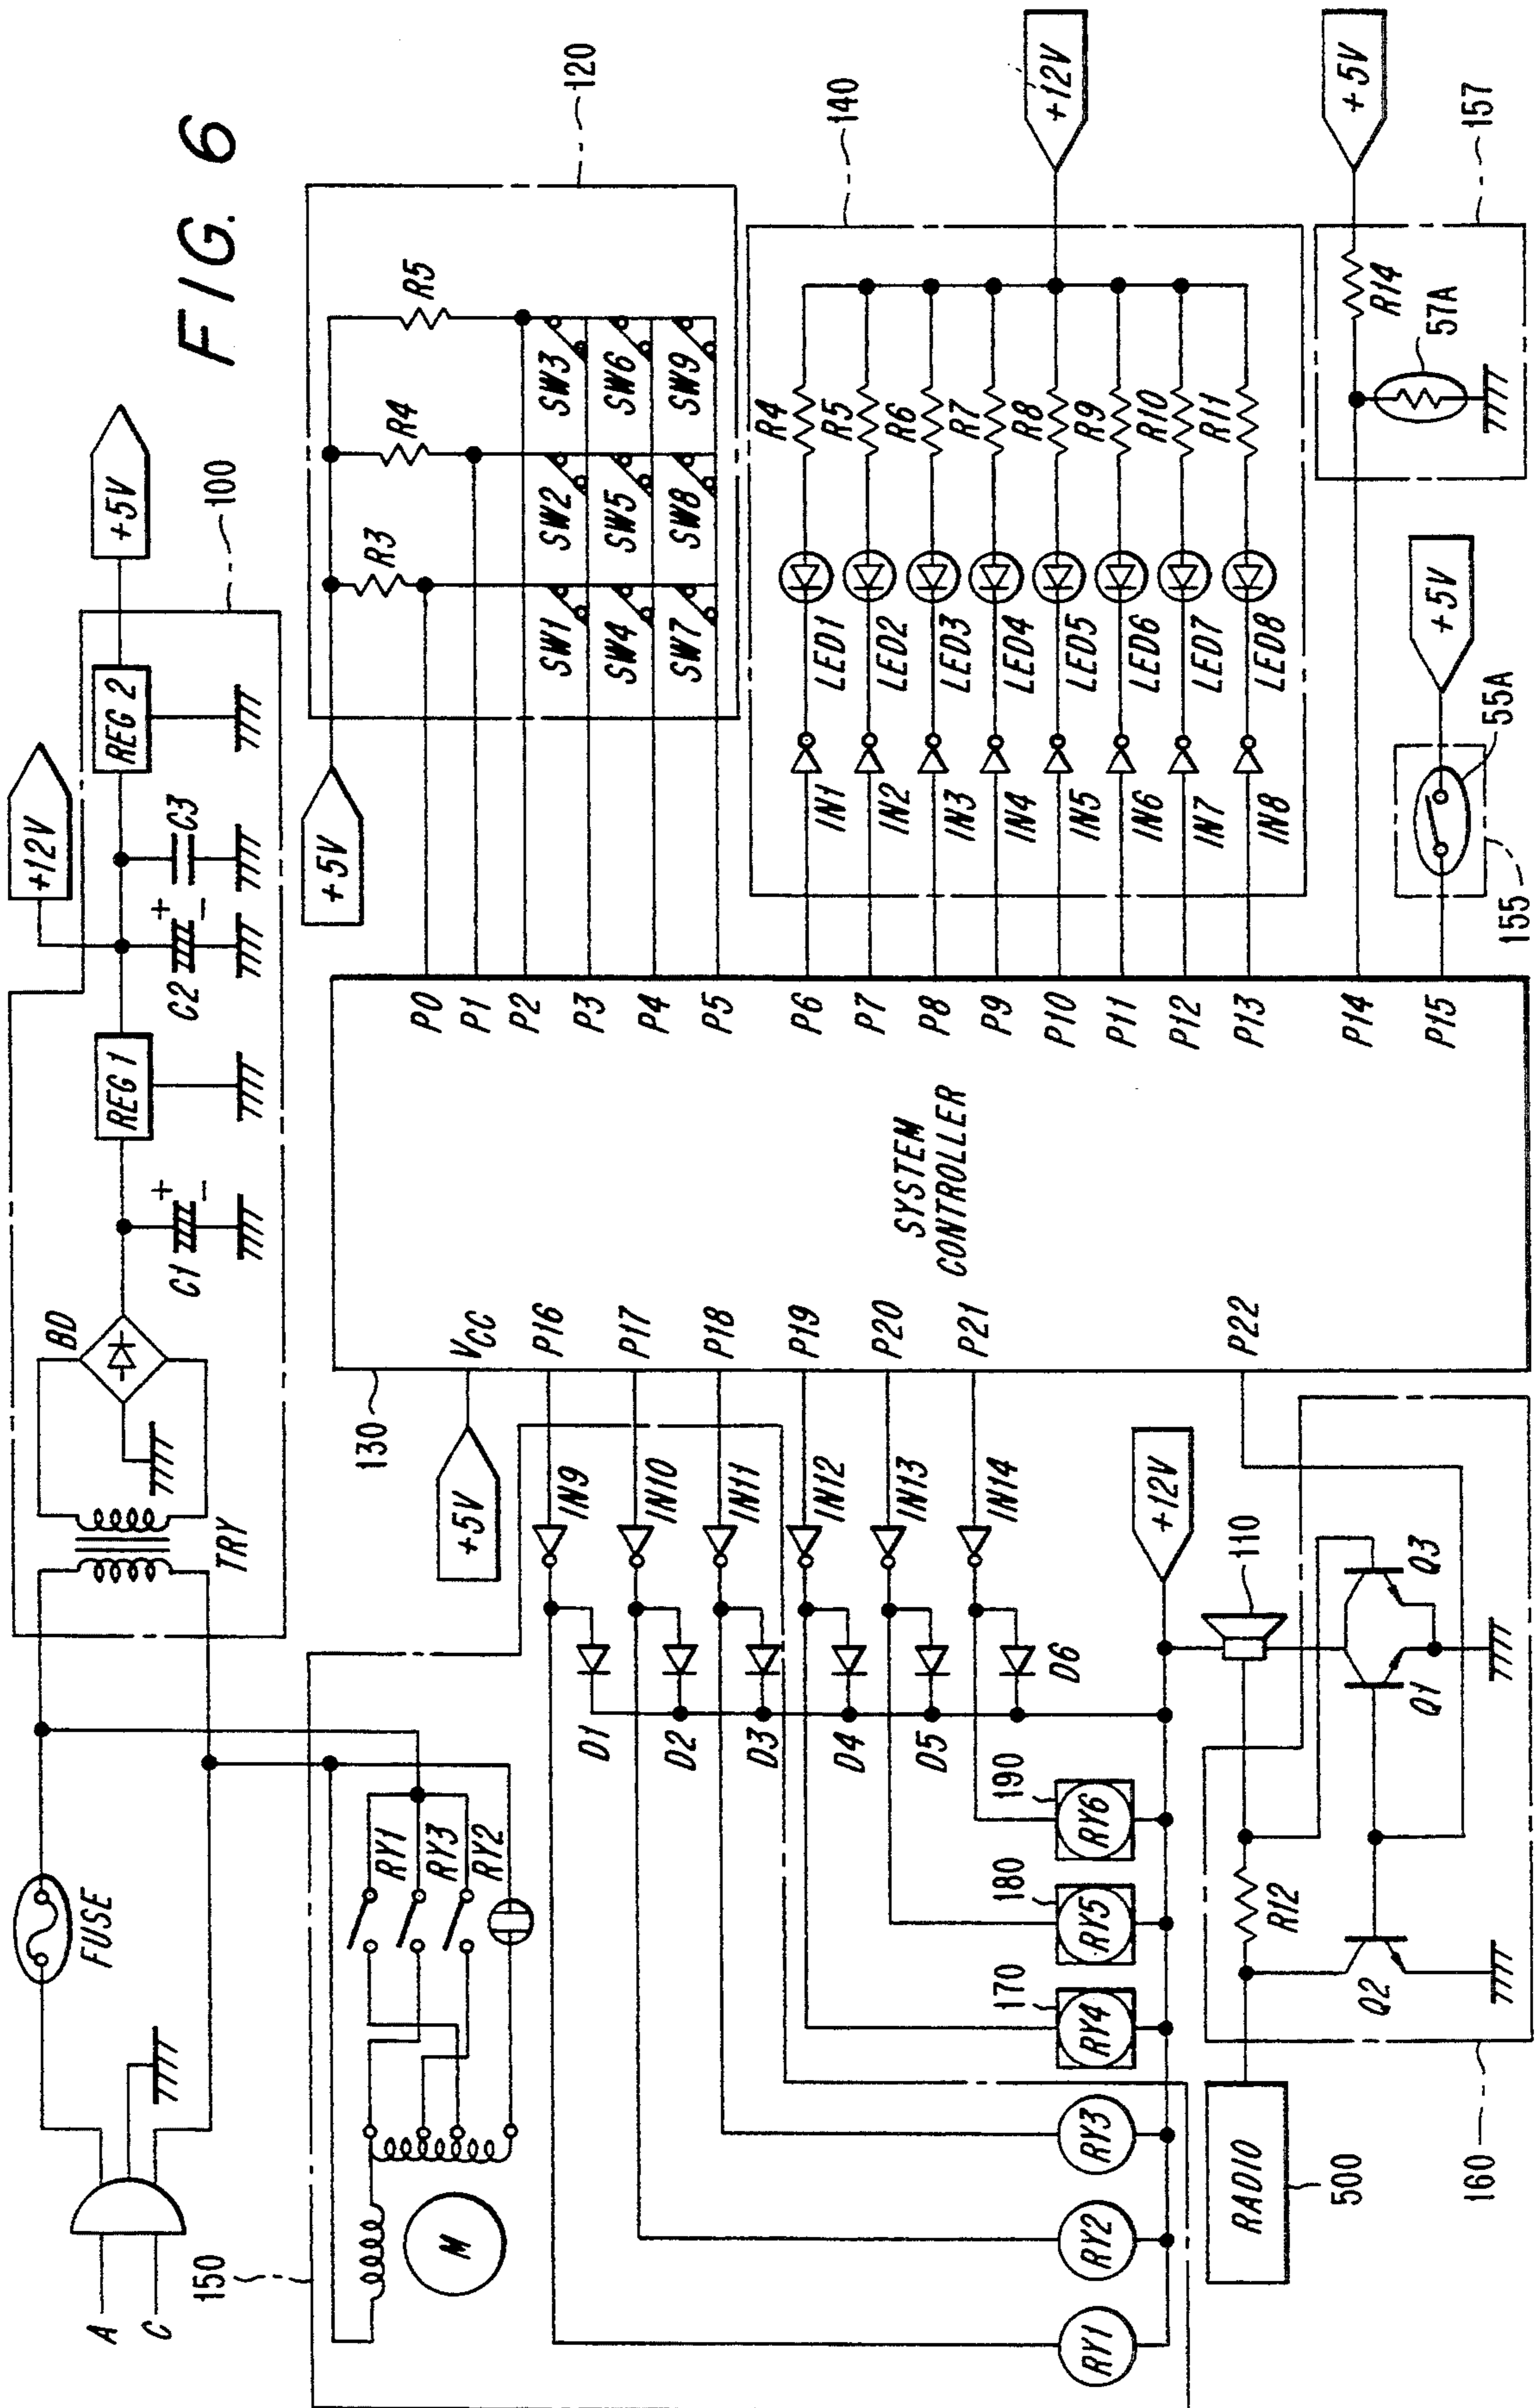 FIG. 6
A
C
FUSE
TRY
BD
C1
+
-
REG 1
C2
+
-
C3
+12V
REG 2
+5V
100
150
M
RY1
RY3
RY2
+5V
130
VCC
P16
P17
P18
P19
P20
P21
P22
SYSTEM
CONTROLLER
P0
P1
P2
P3
P4
P5
P6
P7
P8
P9
P10
P11
P12
P13
P14
P15
+5V
R3
R4
R5
SW1
SW2
SW3
SW4
SW5
SW6
SW7
SW8
SW9
120
IN1
LED1
R4
IN2
LED2
R5
IN3
LED3
R6
IN4
LED4
R7
IN5
LED5
R8
IN6
LED6
R9
IN7
LED7
R10
IN8
LED8
R11
140
+12V
R14
57A
+5V
157
155
55A
+5V
IN9
IN10
IN11
IN12
IN13
IN14
D1
D2
D3
D4
D5
D6
RY1
RY2
RY3
170
RY4
180
RY5
190
RY6
+12V
110
RADIO
500
R12
Q2
Q1
Q3
160